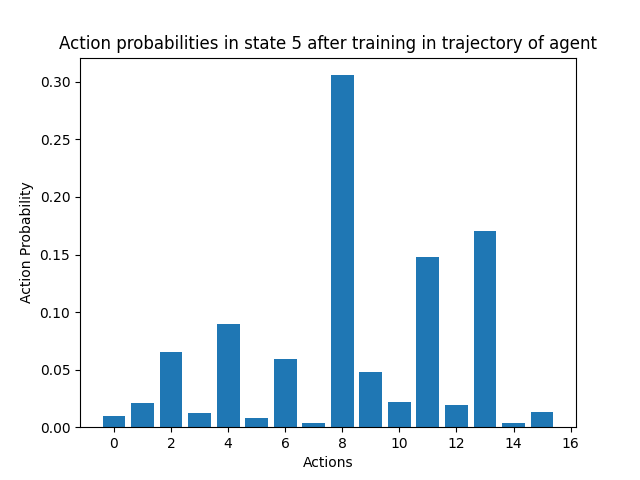 Action probabilities in state 5 after training in trajectory of agent
0.30
0.25
0.20
0.15
0.10
0.05
0.00
Action Probability
0 2 4 6 8 10 12 14 16
Actions